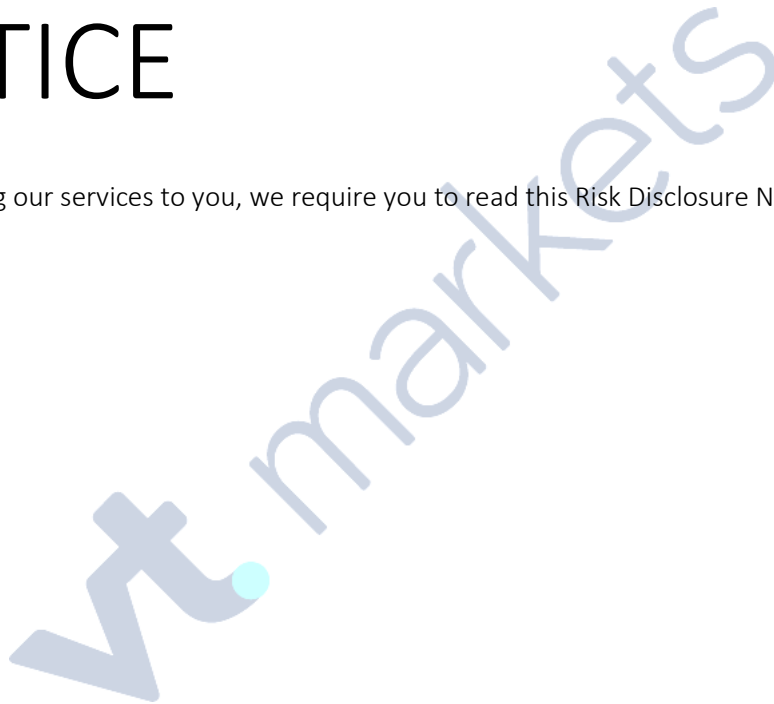 TICE
g our services to you, we require you to read this Risk Disclosure N
vt. markets